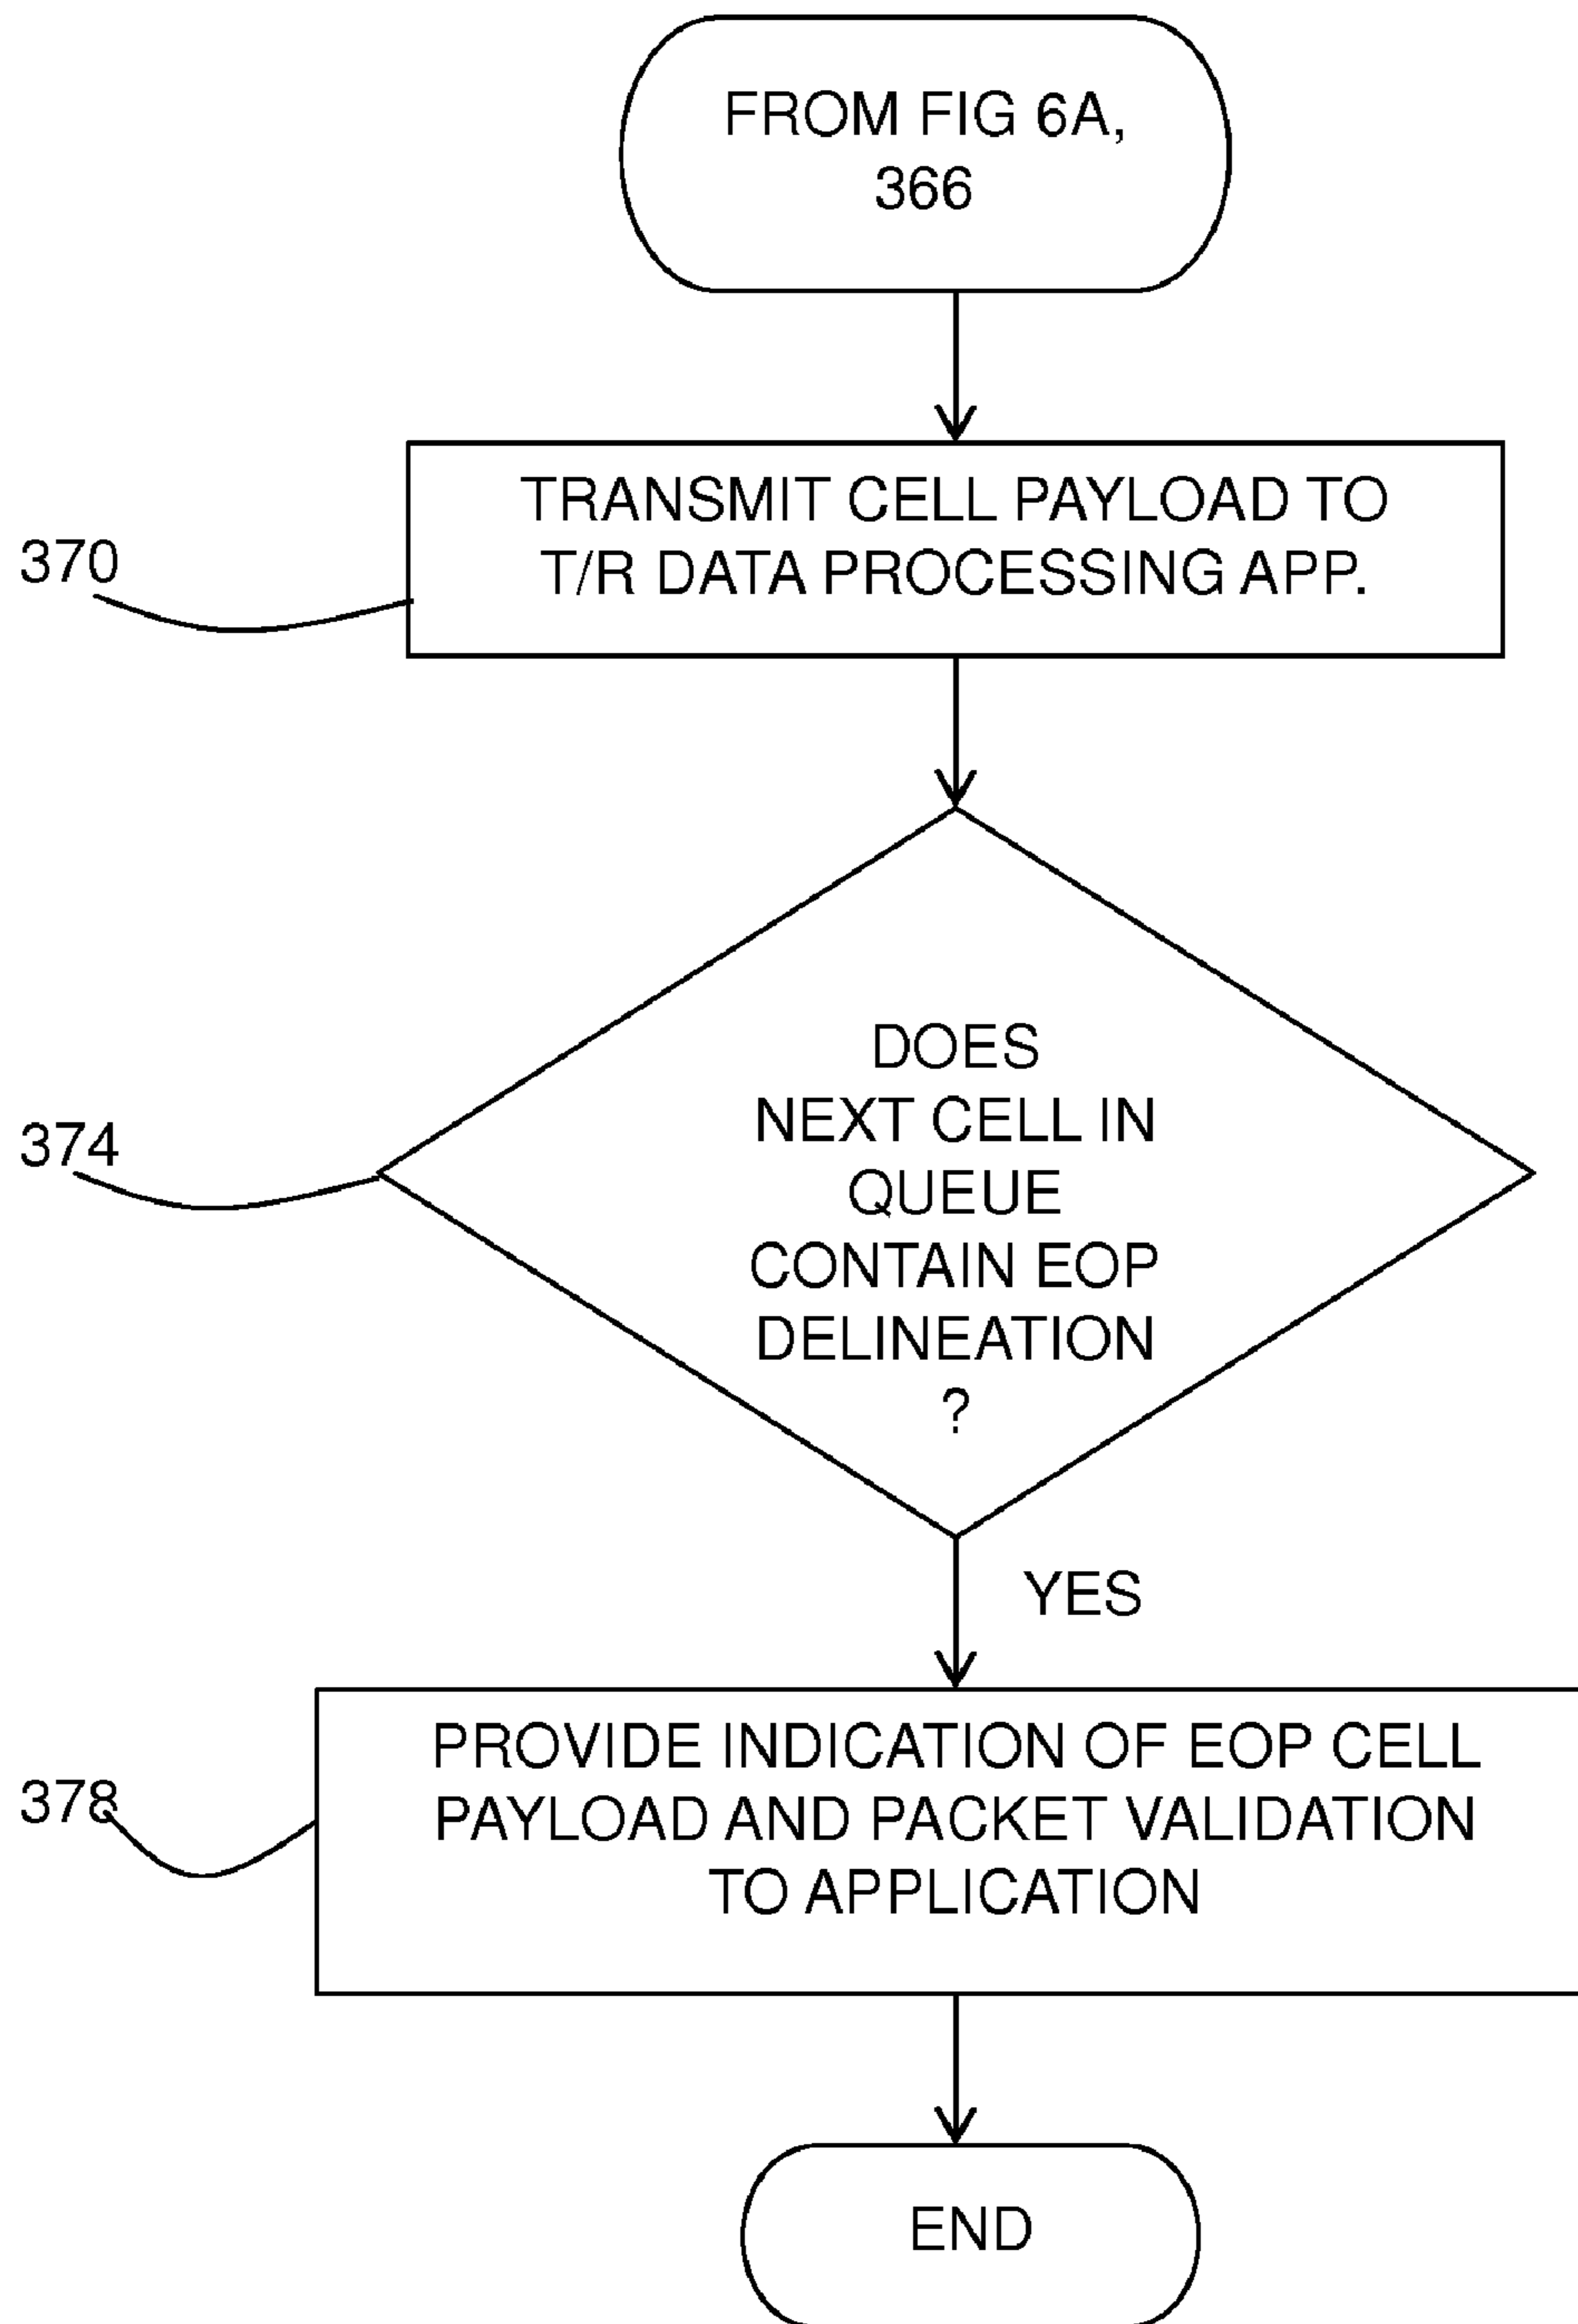 FROM FIG 6A,
366
TRANSMIT CELL PAYLOAD TO
T/R DATA PROCESSING APP.
370
DOES
NEXT CELL IN
QUEUE
CONTAIN EOP
DELINEATION
?
374
YES
PROVIDE INDICATION OF EOP CELL
PAYLOAD AND PACKET VALIDATION
TO APPLICATION
378
END